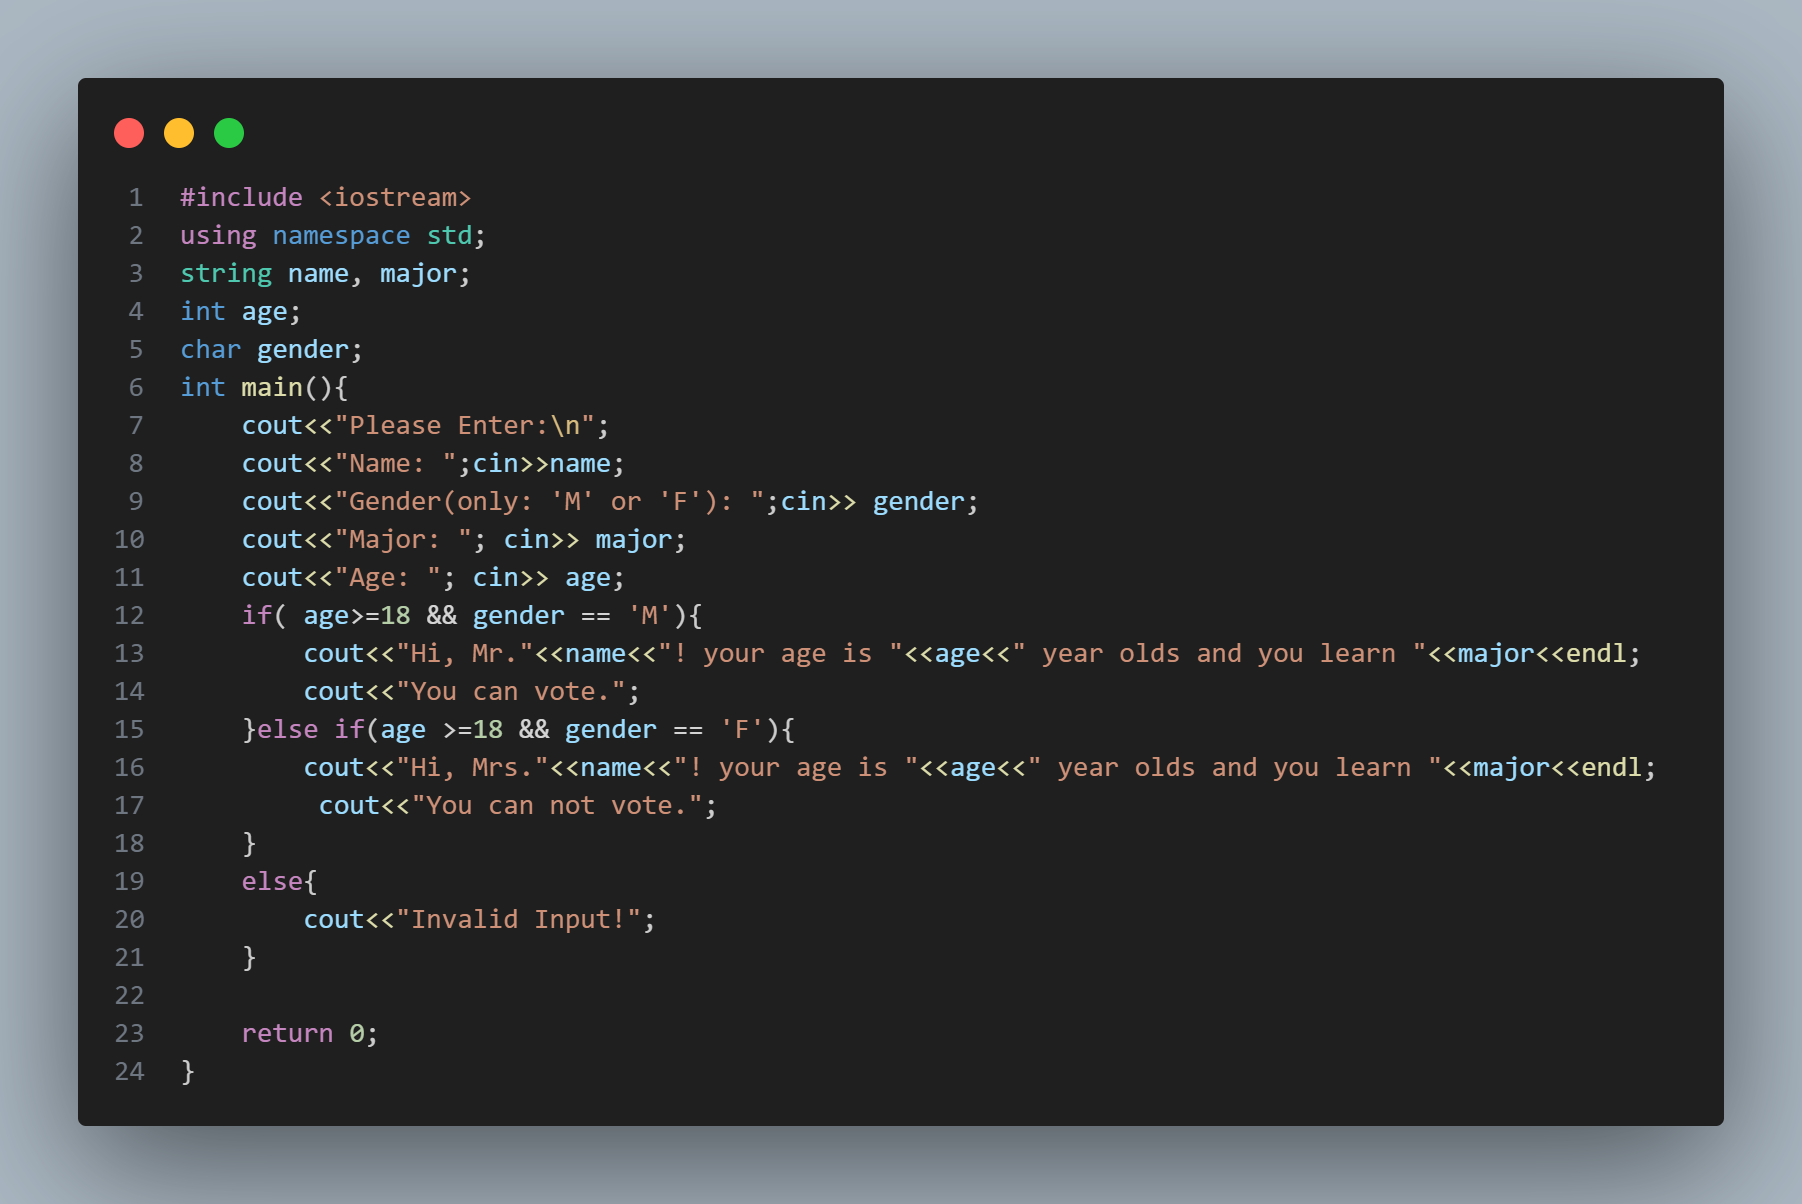 1 #include <iostream>
2 using namespace std;
3 string name, major;
4 int age;
5 char gender;
6 int main(){
7     cout<<"Please Enter:\n";
8     cout<<"Name: ";cin>>name;
9     cout<<"Gender(only: 'M' or 'F'): ";cin>> gender;
10     cout<<"Major: "; cin>> major;
11     cout<<"Age: "; cin>> age;
12     if( age>=18 && gender == 'M'){
13         cout<<"Hi, Mr."<<name<<"! your age is "<<age<<" year olds and you learn "<<major<<endl;
14         cout<<"You can vote.";
15     }else if(age >=18 && gender == 'F'){
16         cout<<"Hi, Mrs."<<name<<"! your age is "<<age<<" year olds and you learn "<<major<<endl;
17          cout<<"You can not vote.";
18     }
19     else{
20         cout<<"Invalid Input!";
21     }
22
23     return 0;
24 }